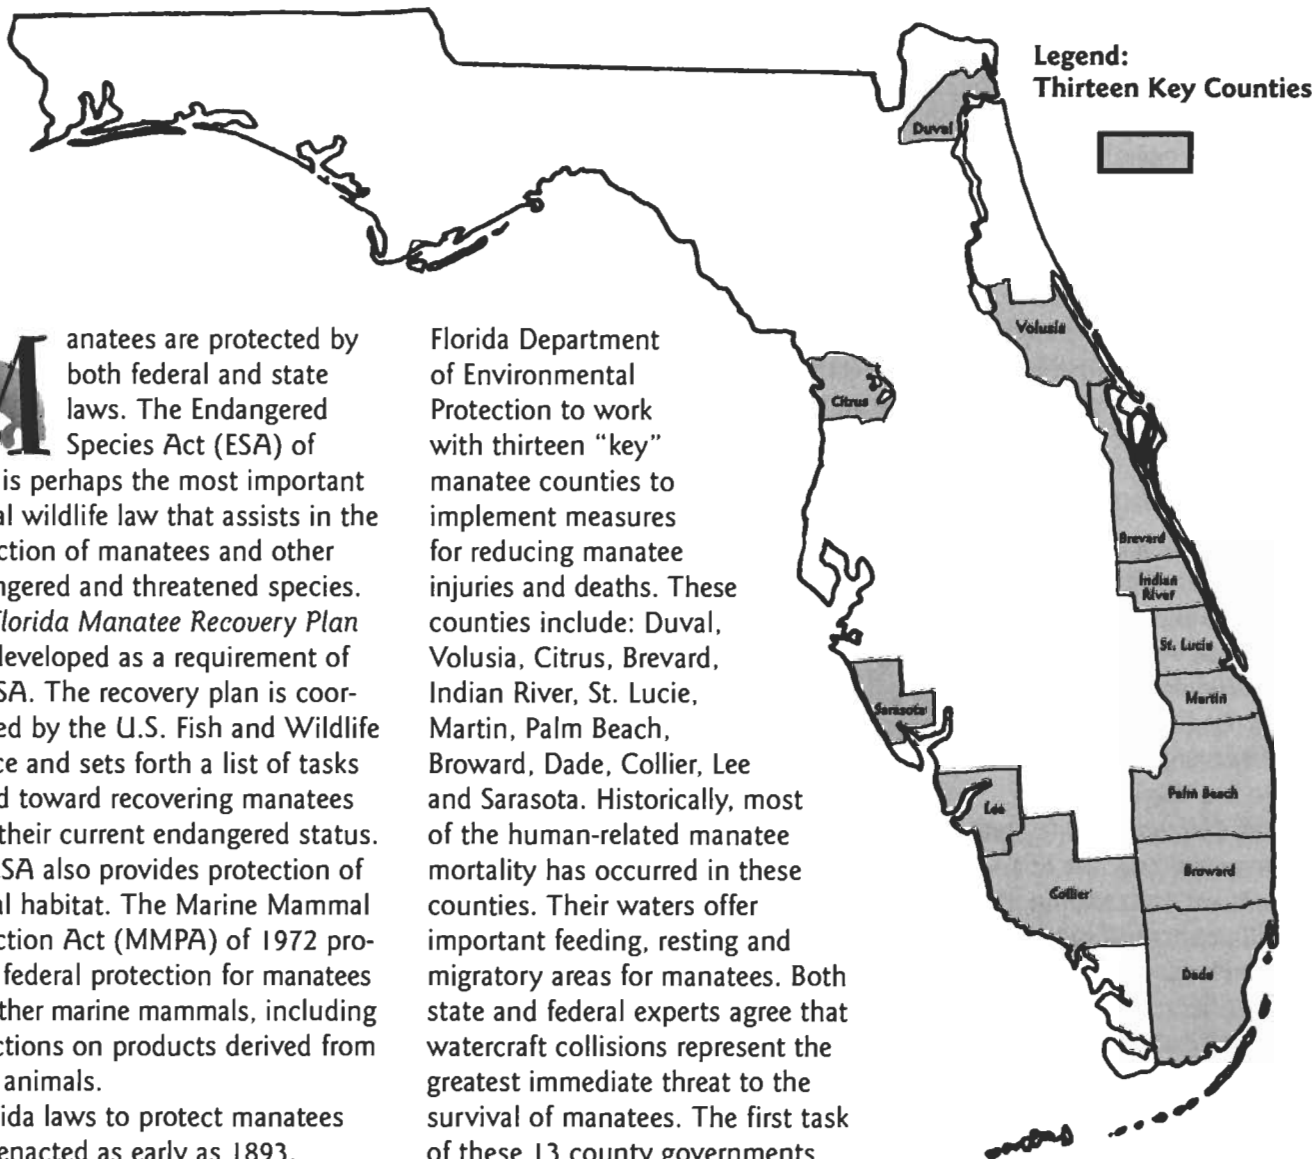 Legend:
Thirteen Key Counties
Duval
Volusia
Citrus
Brevard
Indian
River
St. Lucie
Martin
Sarasota
Palm Beach
Lee
Broward
Collier
Dade
Manatees are protected by
both federal and state
laws. The Endangered
Species Act (ESA) of
is perhaps the most important
al wildlife law that assists in the
ction of manatees and other
ngered and threatened species.
lorida Manatee Recovery Plan
developed as a requirement of
SA. The recovery plan is coor-
ed by the U.S. Fish and Wildlife
ce and sets forth a list of tasks
d toward recovering manatees
their current endangered status.
SA also provides protection of
al habitat. The Marine Mammal
ction Act (MMPA) of 1972 pro-
federal protection for manatees
ther marine mammals, including
ctions on products derived from
animals.
ida laws to protect manatees
enacted as early as 1893.
Florida Department
of Environmental
Protection to work
with thirteen "key"
manatee counties to
implement measures
for reducing manatee
injuries and deaths. These
counties include: Duval,
Volusia, Citrus, Brevard,
Indian River, St. Lucie,
Martin, Palm Beach,
Broward, Dade, Collier, Lee
and Sarasota. Historically, most
of the human-related manatee
mortality has occurred in these
counties. Their waters offer
important feeding, resting and
migratory areas for manatees. Both
state and federal experts agree that
watercraft collisions represent the
greatest immediate threat to the
survival of manatees. The first task
of these 13 county governments